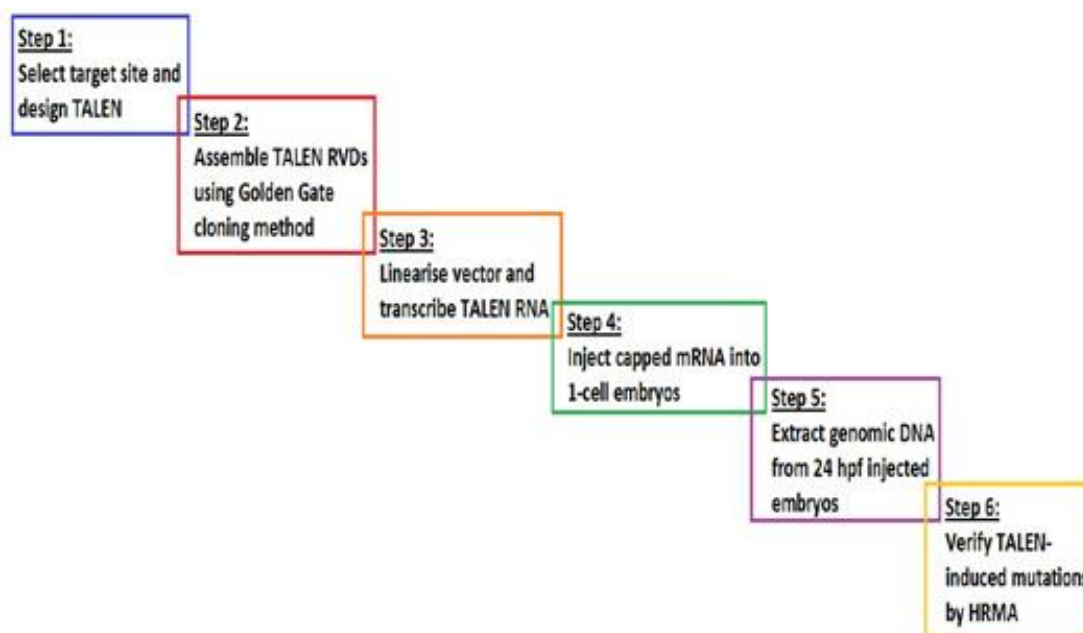 Step 1:
Select target site and
design TALEN
Step 2:
Assemble TALEN RVDs
using Golden Gate
cloning method
Step 3:
Linearise vector and
transcribe TALEN RNA
Step 4:
Inject capped mRNA into
1-cell embryos
Step 5:
Extract genomic DNA
from 24 hpf injected
embryos
Step 6:
Verify TALEN-
induced mutations
by HRMA